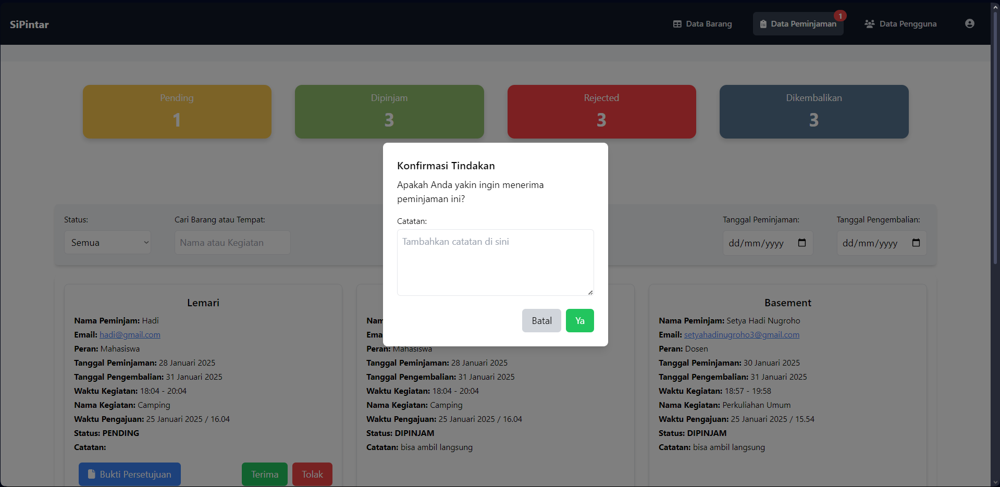 SiPintar
Data Barang
Data Peminjaman
1
Data Pengguna
Pending
1
Dipinjam
3
Rejected
3
Dikembalikan
3
Konfirmasi Tindakan
Apakah Anda yakin ingin menerima
peminjaman ini?
Catatan:
Tambahkan catatan di sini
Batal
Ya
Status:
Semua
Cari Barang atau Tempat:
Nama atau Kegiatan
Tanggal Peminjaman:
dd/mm/yyyy
Tanggal Pengembalian:
dd/mm/yyyy
Lemari
Nama Peminjam: Hadi
Email: hadi@gmail.com
Peran: Mahasiswa
Tanggal Peminjaman: 28 Januari 2025
Tanggal Pengembalian: 31 Januari 2025
Waktu Kegiatan: 18:04 - 20:04
Nama Kegiatan: Camping
Waktu Pengajuan: 25 Januari 2025 / 16.04
Status: PENDING
Catatan:
Bukti Persetujuan
Terima
Tolak
Nam
Ema
Peran: Mahasiswa
Tanggal Peminjaman: 28 Januari 2025
Tanggal Pengembalian: 31 Januari 2025
Waktu Kegiatan: 18:04 - 20:04
Nama Kegiatan: Camping
Waktu Pengajuan: 25 Januari 2025 / 16.04
Status: DIPINJAM
Catatan: bisa ambil langsung
Basement
Nama Peminjam: Setya Hadi Nugroho
Email: setyahadinugroho3@gmail.com
Peran: Dosen
Tanggal Peminjaman: 30 Januari 2025
Tanggal Pengembalian: 31 Januari 2025
Waktu Kegiatan: 18:57 - 19:58
Nama Kegiatan: Perkuliahan Umum
Waktu Pengajuan: 25 Januari 2025 / 15.54
Status: DIPINJAM
Catatan: bisa ambil langsung